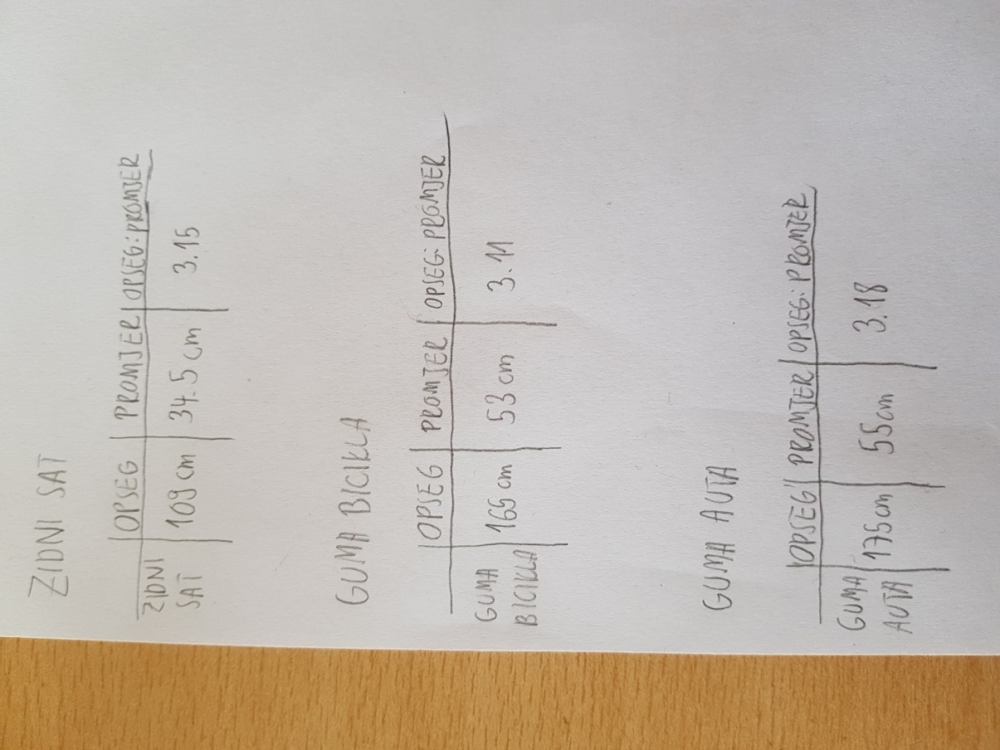 ZIDNI SAT
OPSEG PROMJER OPSEG:PROMJER
ZIDNI SAT 109 cm 34.5 cm 3.15
GUMA BICIKLA
OPSEG PROMJER OPSEG:PROMJER
GUMA BICIKLA 165 cm 53 cm 3.11
GUMA AUTA
OPSEG PROMJER OPSEG:PROMJER
GUMA AUTA 175cm 55cm 3.18